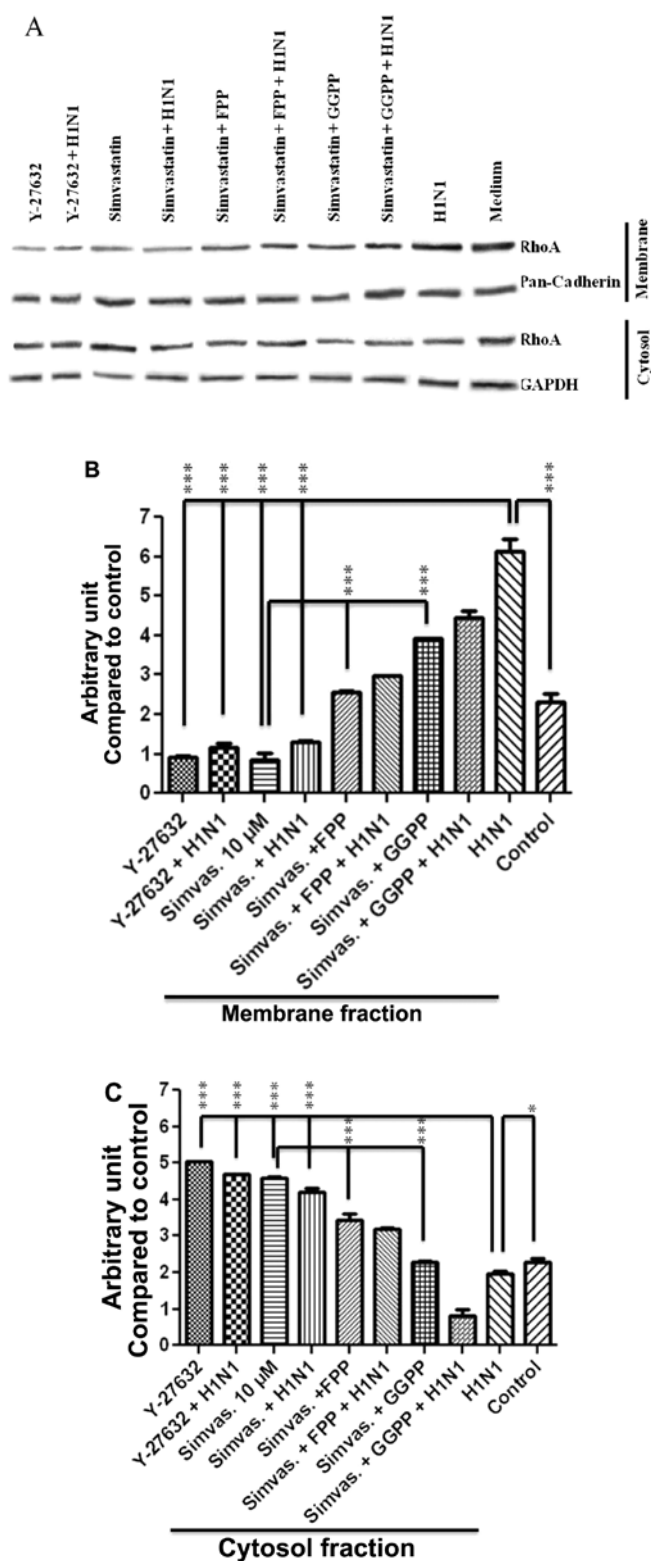 A
Y-27632
Y-27632 + H1N1
Simvastatin
Simvastatin + H1N1
Simvastatin + FPP
Simvastatin + FPP + H1N1
Simvastatin + GGPP
Simvastatin + GGPP + H1N1
H1N1
Medium
RhoA
Pan-Cadherin
Membrane
RhoA
GAPDH
Cytosol
B
*** *** *** *** ***
*** ***
Arbitrary unit
Compared to control
7
6
5
4
3
2
1
0
Y-27632
Y-27632 + H1N1
Simvas. 10 µM
Simvas. + H1N1
Simvas. +FPP
Simvas. + FPP + H1N1
Simvas. + GGPP
Simvas. + GGPP + H1N1
H1N1
Control
Membrane fraction
C
*** *** *** *** *
*** ***
Arbitrary unit
Compared to control
7
6
5
4
3
2
1
0
Y-27632
Y-27632 + H1N1
Simvas. 10 µM
Simvas. + H1N1
Simvas. +FPP
Simvas. + FPP + H1N1
Simvas. + GGPP
Simvas. + GGPP + H1N1
H1N1
Control
Cytosol fraction